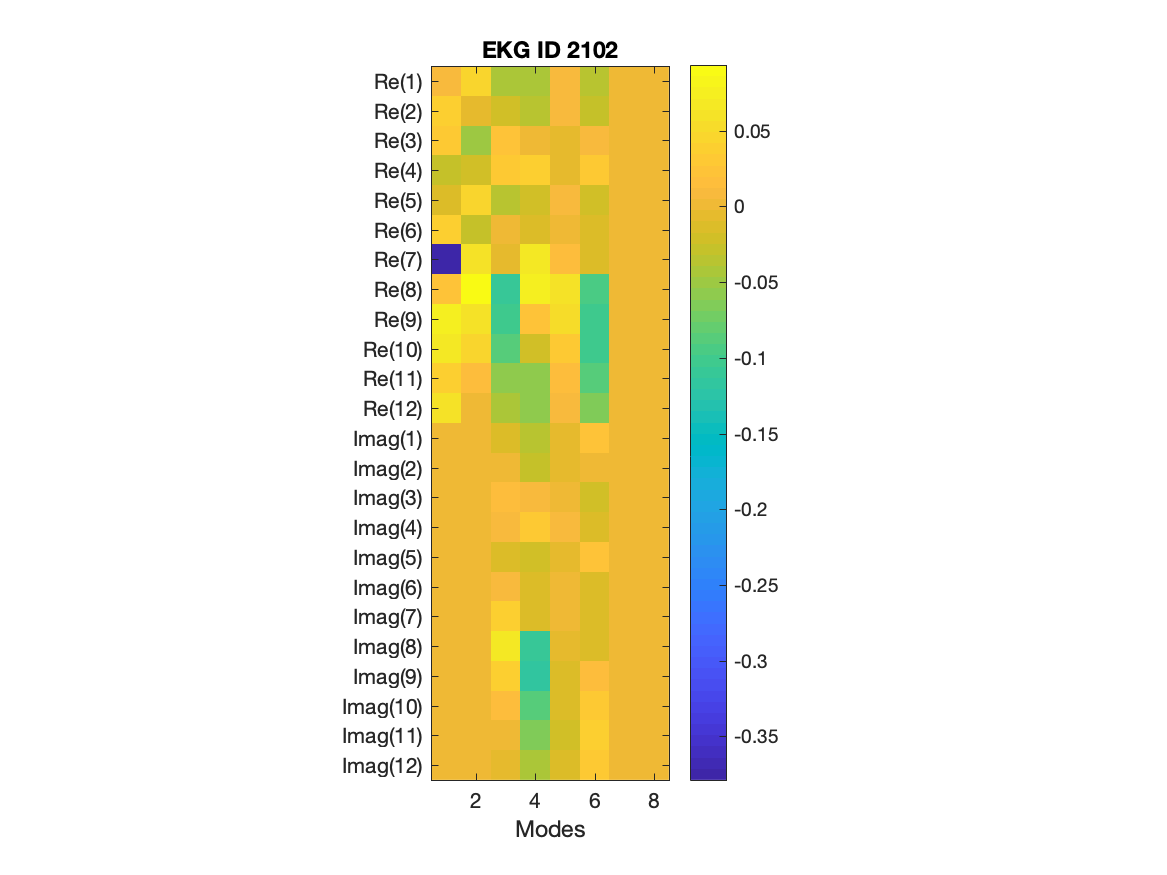 EKG ID 2102
Re(1)
Re(2)
Re(3)
Re(4)
Re(5)
Re(6)
Re(7)
Re(8)
Re(9)
Re(10)
Re(11)
Re(12)
Imag(1)
Imag(2)
Imag(3)
Imag(4)
Imag(5)
Imag(6)
Imag(7)
Imag(8)
Imag(9)
Imag(10)
Imag(11)
Imag(12)
2 4 6 8
Modes
0.05
0
-0.05
-0.1
-0.15
-0.2
-0.25
-0.3
-0.35